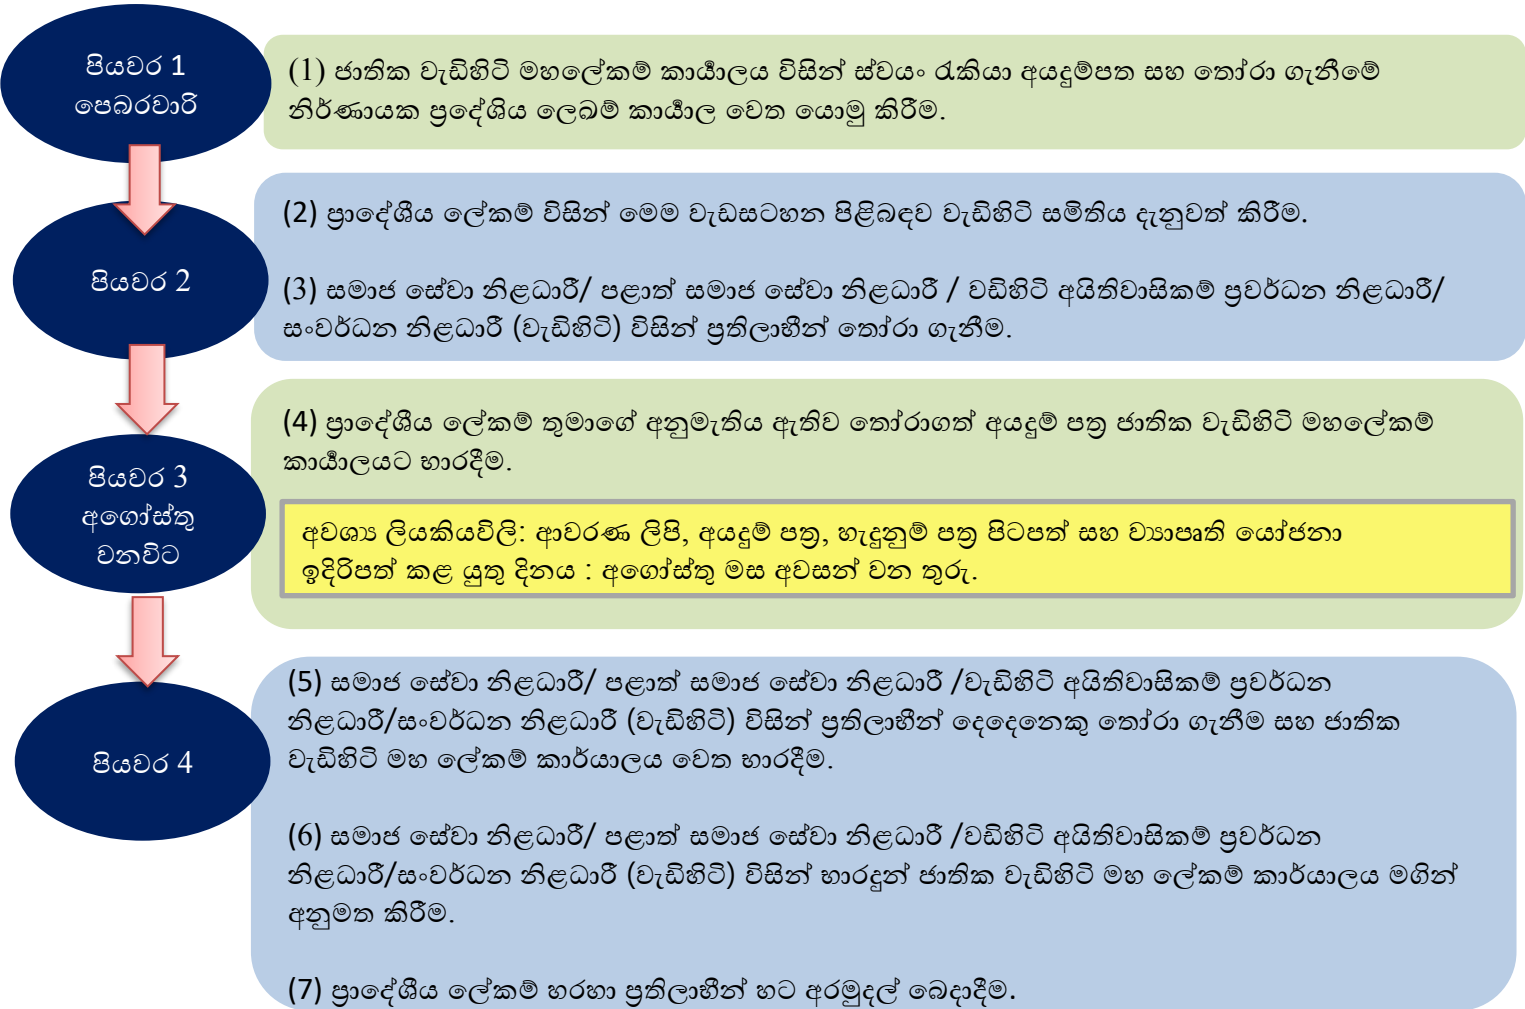 පියවර 1
පෙබරවාරි
(1) ජාතික වැඩිහිටි මහලේකම් කාර්‍යාලය විසින් ස්වයං රැකියා අයදුම්පත සහ තෝරා ගැනීමේ
නිර්ණායක ප්‍රදේශිය ලෙඛම් කාර්‍යාල වෙත යොමු කිරීම.
පියවර 2
(2) ප්‍රාදේශීය ලේකම් විසින් මෙම වැඩසටහන පිළිබඳව වැඩිහිටි සමිතිය දැනුවත් කිරීම.
(3) සමාජ සේවා නිළධාරී/ පළාත් සමාජ සේවා නිළධාරී / වඩිහිටි අයිතිවාසිකම් ප්‍රවර්ධන නිළධාරී/
සංවර්ධන නිළධාරී (වැඩිහිටි) විසින් ප්‍රතිලාභීන් තෝරා ගැනීම.
පියවර 3
අගෝස්තු
වනවිට
(4) ප්‍රාදේශීය ලේකම් තුමාගේ අනුමැතිය ඇතිව තෝරාගත් අයදුම් පත්‍ර ජාතික වැඩිහිටි මහලේකම්
කාර්‍යාලයට භාරදීම.
අවශ්‍ය ලියකියවිලි: ආවරණ ලිපි, අයදුම් පත්‍ර, හැඳුනුම් පත්‍ර පිටපත් සහ ව්‍යාපෘති යෝජනා
ඉදිරිපත් කළ යුතු දිනය : අගෝස්තු මස අවසන් වන තුරු.
පියවර 4
(5) සමාජ සේවා නිළධාරී/ පළාත් සමාජ සේවා නිළධාරී /වැඩිහිටි අයිතිවාසිකම් ප්‍රවර්ධන
නිළධාරී/සංවර්ධන නිළධාරී (වැඩිහිටි) විසින් ප්‍රතිලාභීන් දෙදෙනෙකු තෝරා ගැනීම සහ ජාතික
වැඩිහිටි මහ ලේකම් කාර්යාලය වෙත භාරදීම.
(6) සමාජ සේවා නිළධාරී/ පළාත් සමාජ සේවා නිළධාරී /වඩිහිටි අයිතිවාසිකම් ප්‍රවර්ධන
නිළධාරී/සංවර්ධන නිළධාරී (වැඩිහිටි) විසින් භාරදුන් ජාතික වැඩිහිටි මහ ලේකම් කාර්යාලය මගින්
අනුමත කිරීම.
(7) ප්‍රාදේශීය ලේකම් හරහා ප්‍රතිලාභීන් හට අරමුදල් බෙදාදීම.